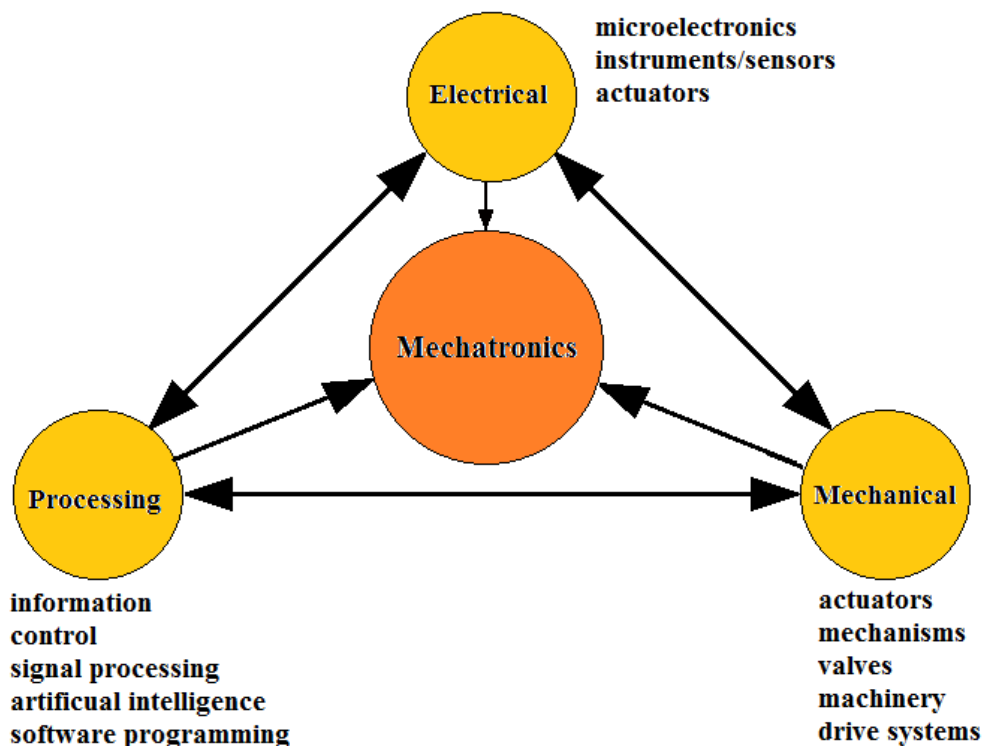 Electrical
microelectronics
instruments/sensors
actuators
Mechatronics
Processing
Mechanical
information
control
signal processing
artificual intelligence
software programming
actuators
mechanisms
valves
machinery
drive systems